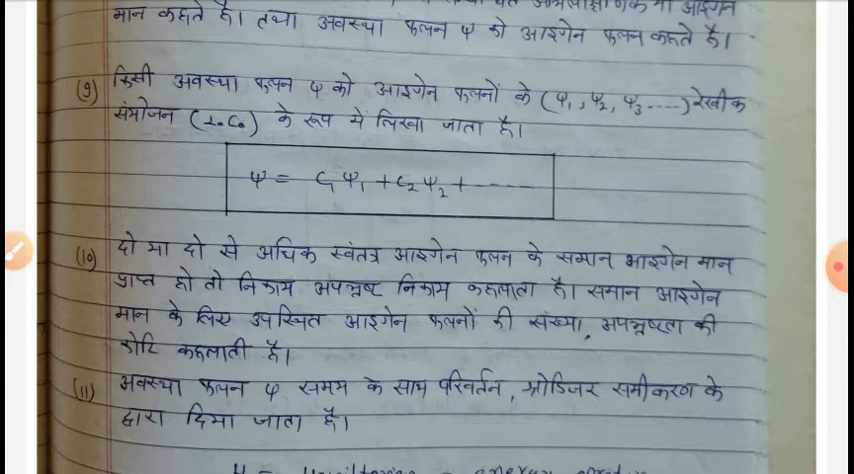 मान कहते है। तथा अवस्था फलन ψ को आइगेन फलन कहते है।
(9) किसी अवस्था फलन ψ को आइगेन फलनों के (ψ₁, ψ₂, ψ₃ ----) रेखीक
संयोजन (L.C.) के रूप में लिखा जाता है।
ψ = C₁ψ₁ + C₂ψ₂ + -----
(10) दो या दो से अधिक स्वंतत्र आइगेन फलन के समान आइगेन मान
प्राप्त हो तो निकाय अपभ्रष्ट निकाय कहलाता है। समान आइगेन
मान के लिए उपस्थित आइगेन फलनों की संख्या, अपभ्रष्टता की
कोटि कहलाती है।
(11) अवस्था फलन ψ समय के साथ परिवर्तन, श्रोडिंजर समीकरण के
द्वारा दिया जाता है।